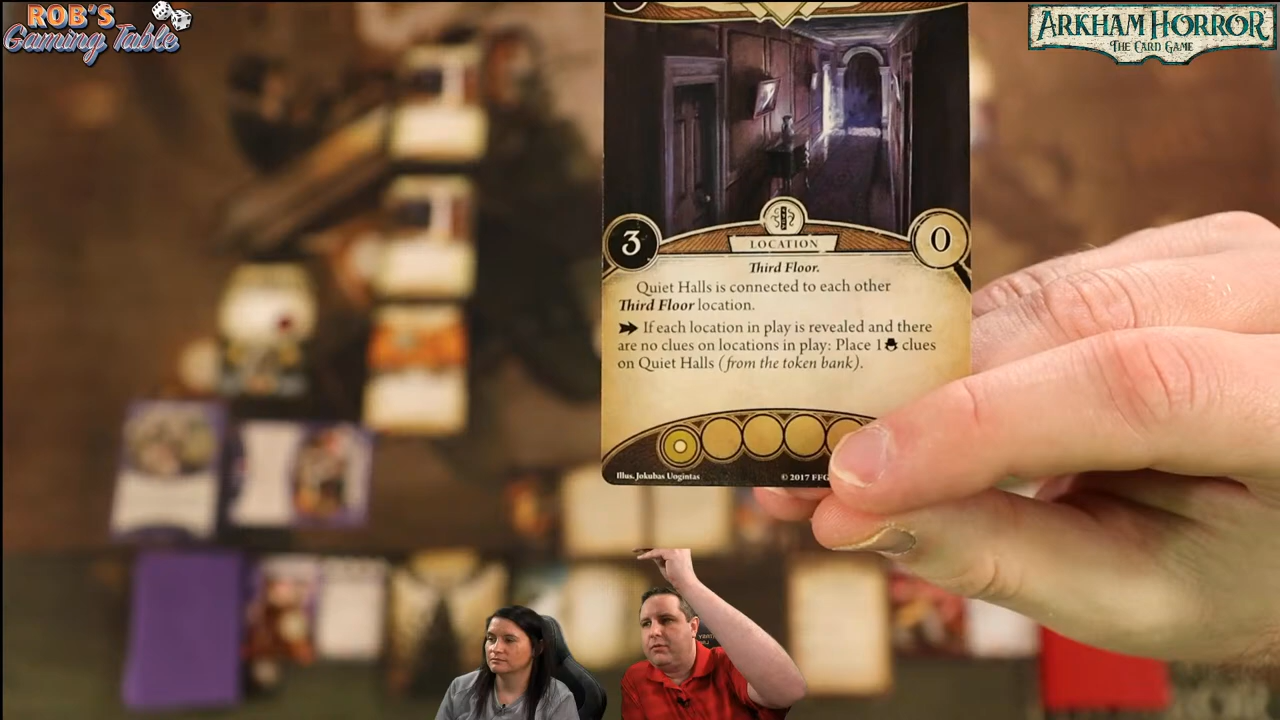 ROB'S
Gaming Table
ARKHAM HORROR
THE CARD GAME
3
LOCATION
0
Third Floor.
Quiet Halls is connected to each other
Third Floor location.
If each location in play is revealed and there
are no clues on locations in play: Place 1 clues
on Quiet Halls (from the token bank).
Illus. Jokubas Uogintas
© 2017 FFG